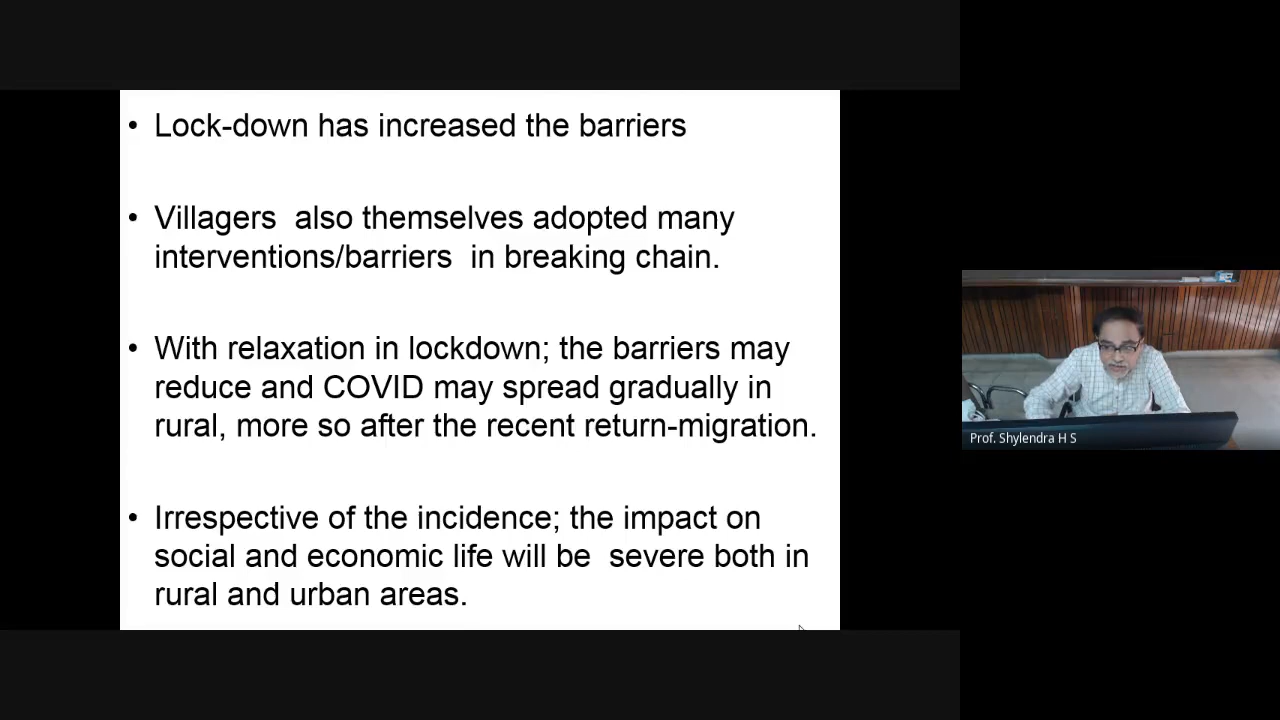 • Lock-down has increased the barriers
• Villagers  also themselves adopted many
interventions/barriers  in breaking chain.
• With relaxation in lockdown; the barriers may
reduce and COVID may spread gradually in
rural, more so after the recent return-migration.
• Irrespective of the incidence; the impact on
social and economic life will be  severe both in
rural and urban areas.
Prof. Shylendra H S